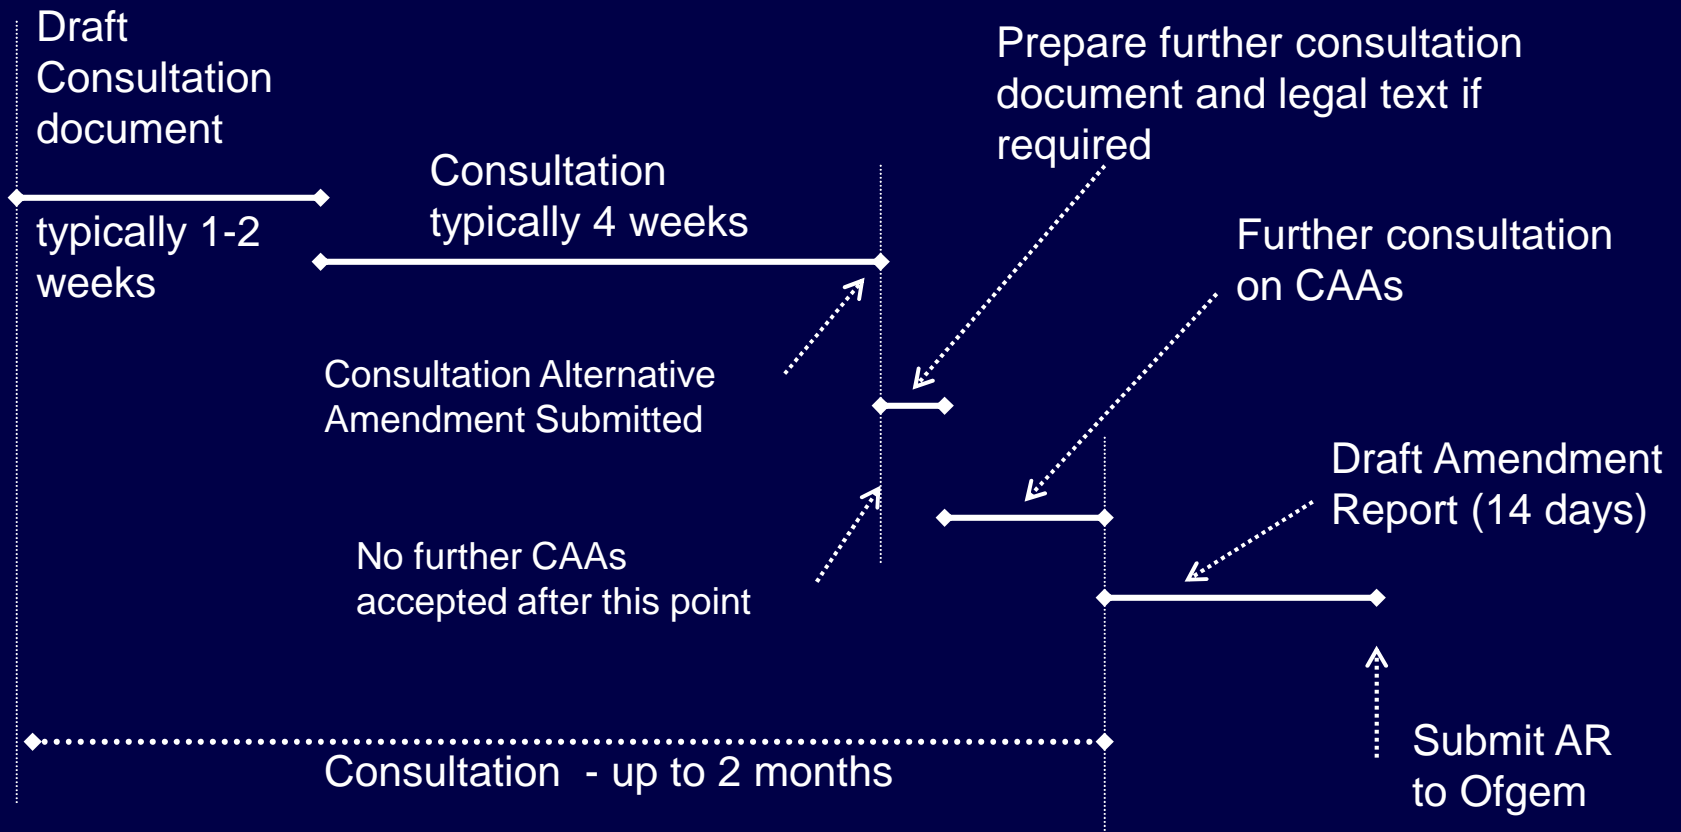 Draft
Consultation
document
typically 1-2
weeks
Consultation
typically 4 weeks
Prepare further consultation
document and legal text if
required
Further consultation
on CAAs
Consultation Alternative
Amendment Submitted
No further CAAs
accepted after this point
Draft Amendment
Report (14 days)
Consultation - up to 2 months
Submit AR
to Ofgem